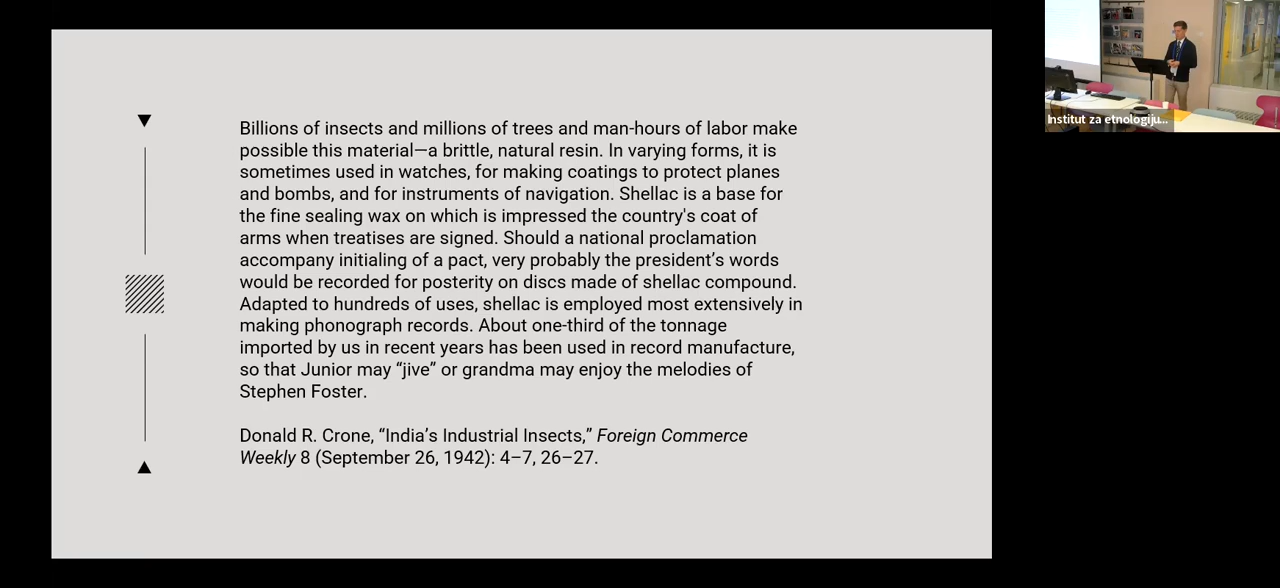 Billions of insects and millions of trees and man-hours of labor make
possible this material—a brittle, natural resin. In varying forms, it is
sometimes used in watches, for making coatings to protect planes
and bombs, and for instruments of navigation. Shellac is a base for
the fine sealing wax on which is impressed the country's coat of
arms when treatises are signed. Should a national proclamation
accompany initialing of a pact, very probably the president’s words
would be recorded for posterity on discs made of shellac compound.
Adapted to hundreds of uses, shellac is employed most extensively in
making phonograph records. About one-third of the tonnage
imported by us in recent years has been used in record manufacture,
so that Junior may “jive” or grandma may enjoy the melodies of
Stephen Foster.
Donald R. Crone, “India’s Industrial Insects,” Foreign Commerce
Weekly 8 (September 26, 1942): 4–7, 26–27.
Institut za etnologiju...